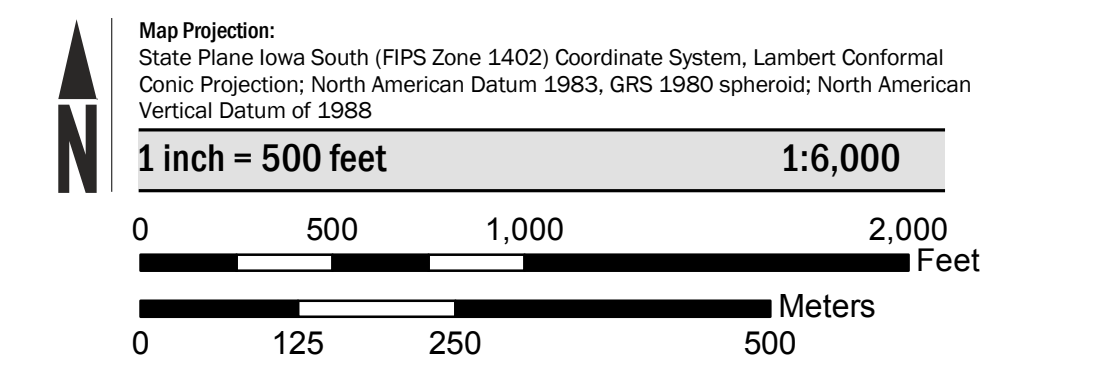 Map Projection:
State Plane Iowa South (FIPS Zone 1402) Coordinate System, Lambert Conformal
Conic Projection; North American Datum 1983, GRS 1980 spheroid; North American
Vertical Datum of 1988
N
1 inch = 500 feet 1:6,000
0 500 1,000 2,000
Feet
Meters
0 125 250 500